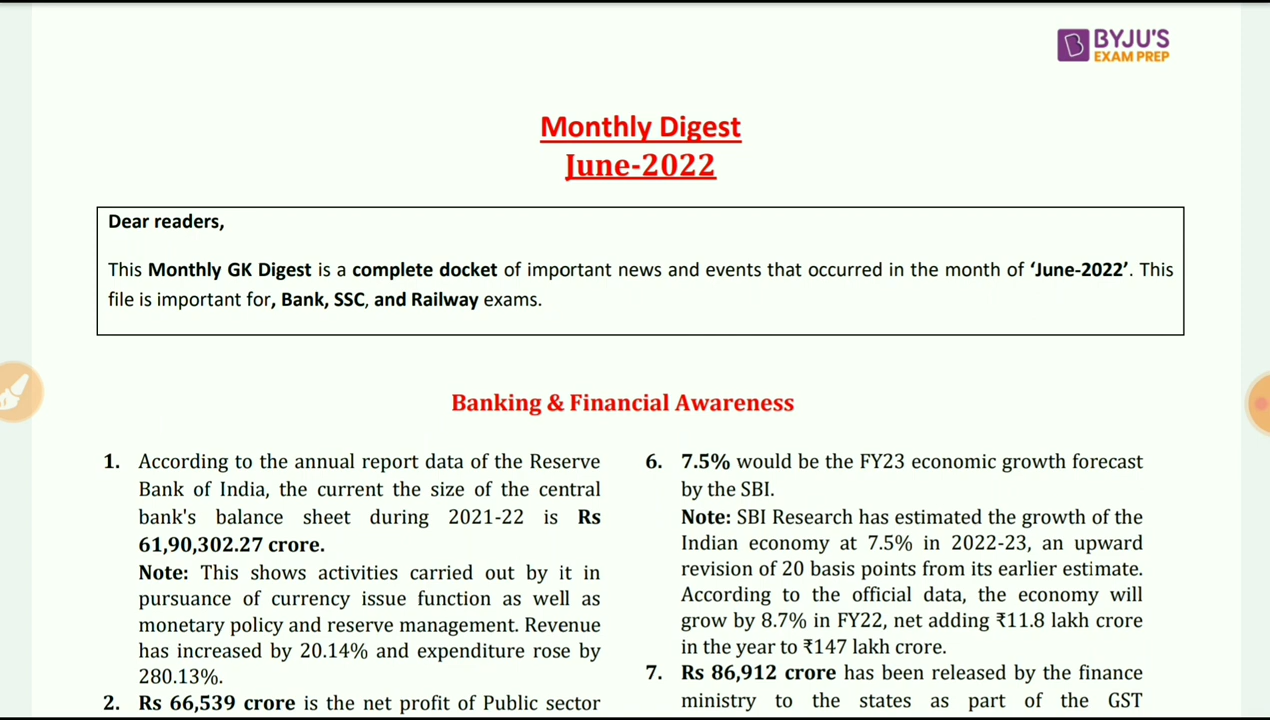 BYJU'S
EXAM PREP
Monthly Digest
June-2022
Dear readers,
This Monthly GK Digest is a complete docket of important news and events that occurred in the month of ‘June-2022’. This
file is important for, Bank, SSC, and Railway exams.
Banking & Financial Awareness
1. According to the annual report data of the Reserve
Bank of India, the current the size of the central
bank's balance sheet during 2021-22 is Rs
61,90,302.27 crore.
Note: This shows activities carried out by it in
pursuance of currency issue function as well as
monetary policy and reserve management. Revenue
has increased by 20.14% and expenditure rose by
280.13%.
2. Rs 66,539 crore is the net profit of Public sector
6. 7.5% would be the FY23 economic growth forecast
by the SBI.
Note: SBI Research has estimated the growth of the
Indian economy at 7.5% in 2022-23, an upward
revision of 20 basis points from its earlier estimate.
According to the official data, the economy will
grow by 8.7% in FY22, net adding ₹11.8 lakh crore
in the year to ₹147 lakh crore.
7. Rs 86,912 crore has been released by the finance
ministry to the states as part of the GST